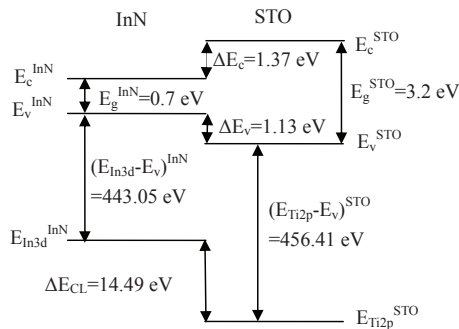 InN STO
E_c^STO
ΔE_c=1.37 eV
E_c^InN
E_g^InN=0.7 eV
E_g^STO=3.2 eV
E_v^InN
ΔE_v=1.13 eV
E_v^STO
(E_In3d-E_v)^InN
=443.05 eV
(E_Ti2p-E_v)^STO
=456.41 eV
E_In3d^InN
ΔE_CL=14.49 eV
E_Ti2p^STO